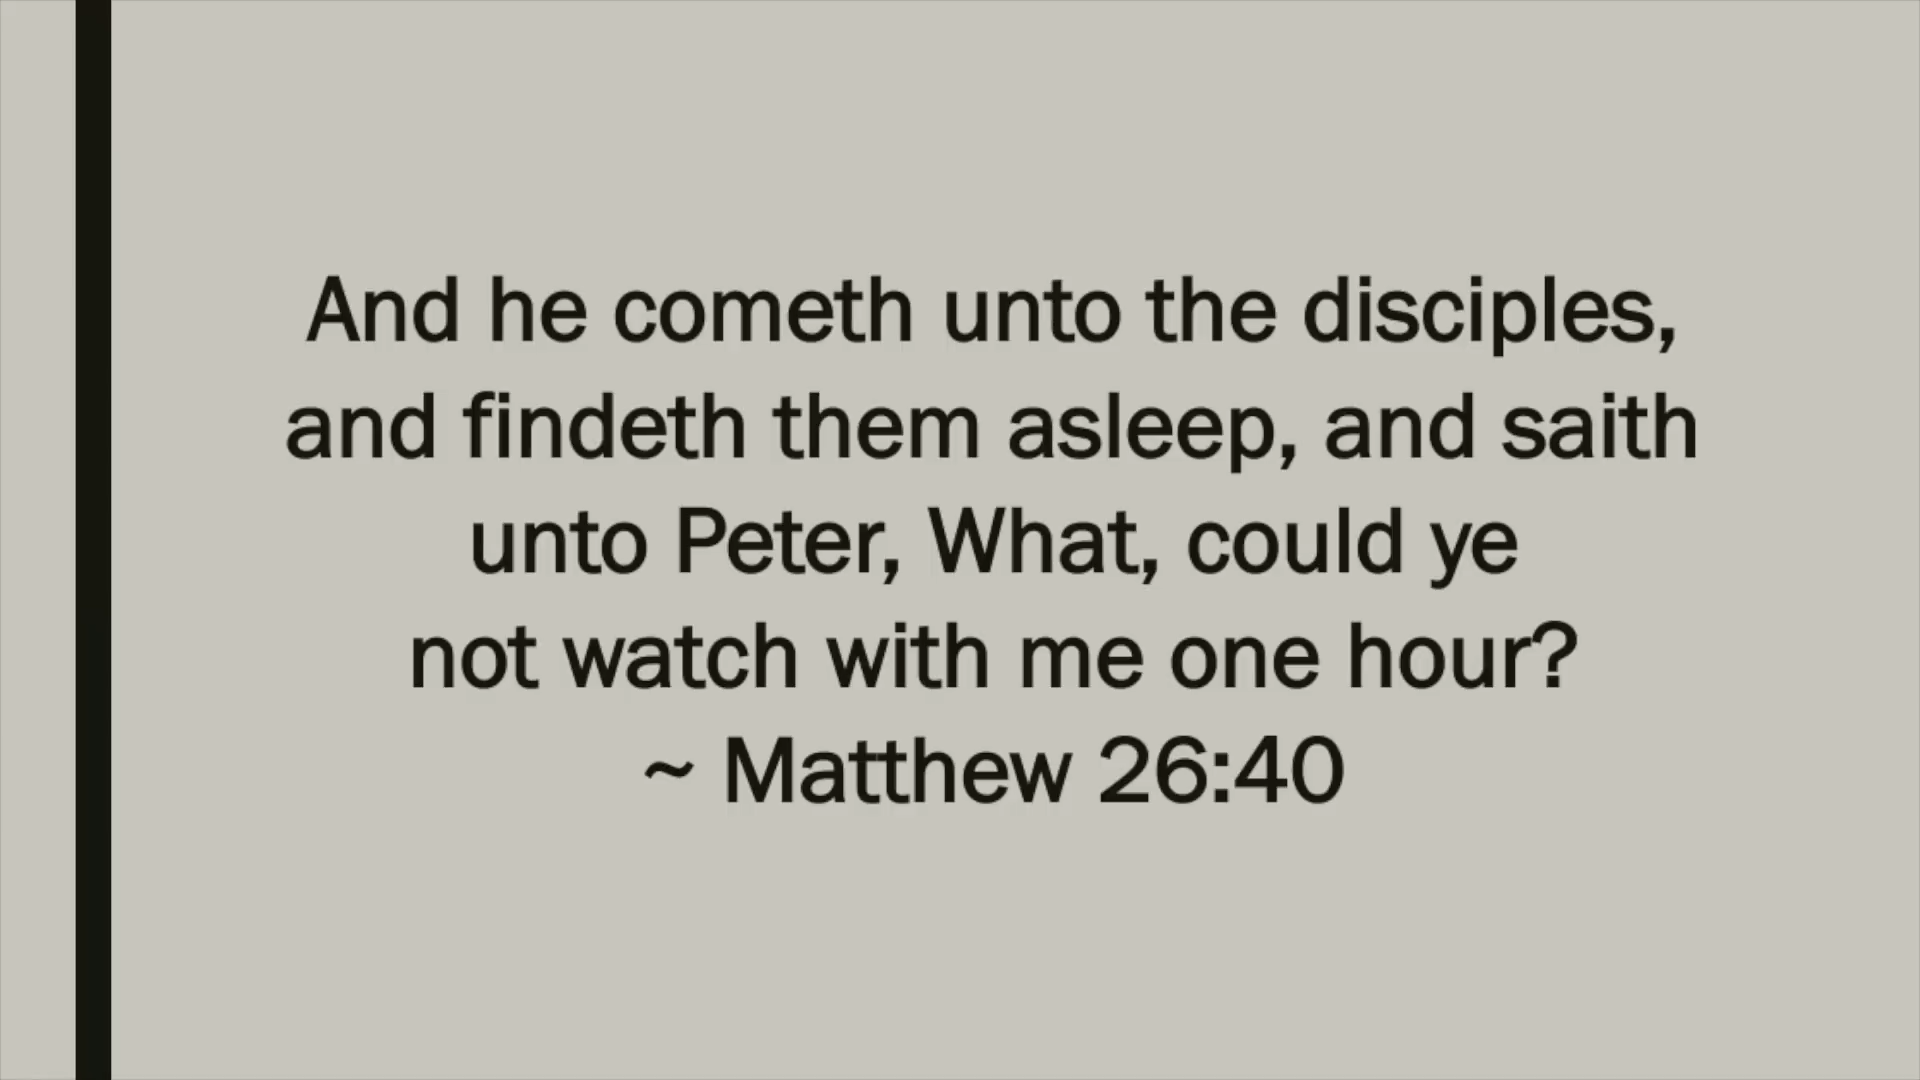 And he cometh unto the disciples,
and findeth them asleep, and saith
unto Peter, What, could ye
not watch with me one hour?
~ Matthew 26:40